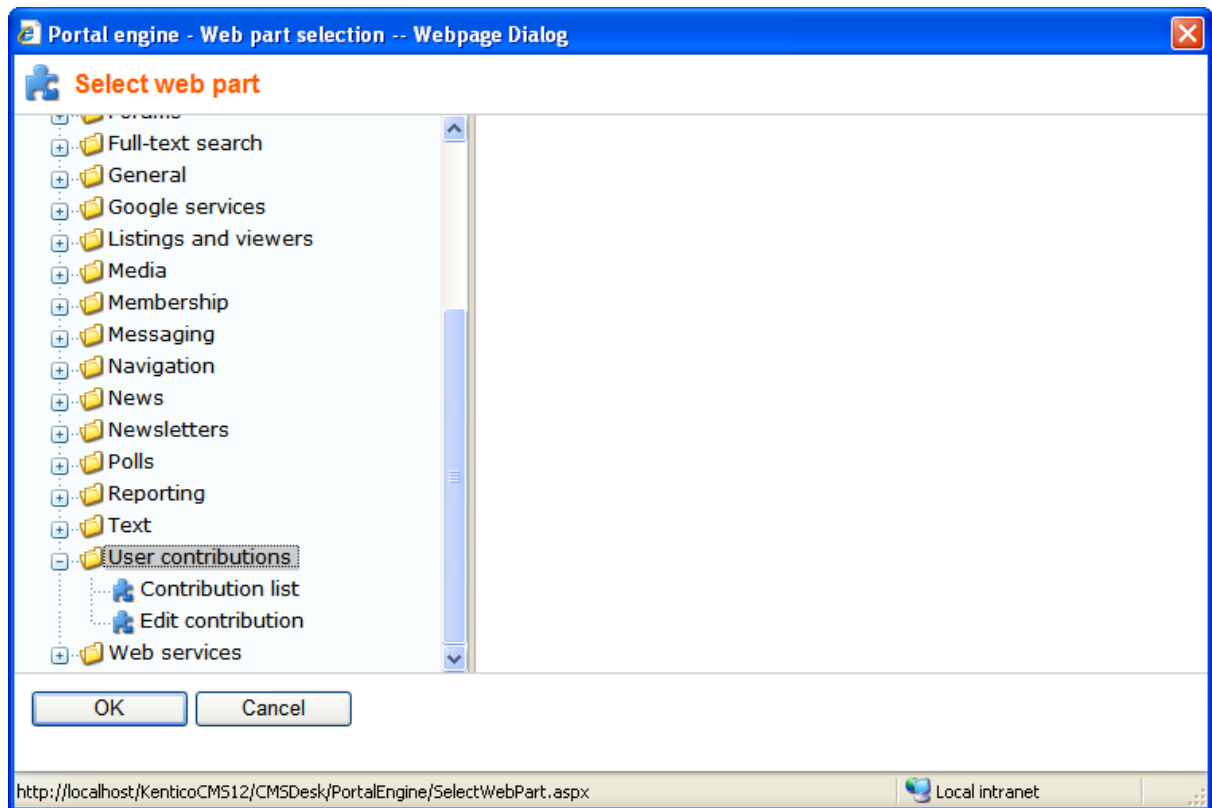 Portal engine - Web part selection -- Webpage Dialog
Select web part
Forums
Full-text search
General
Google services
Listings and viewers
Media
Membership
Messaging
Navigation
News
Newsletters
Polls
Reporting
Text
User contributions
Contribution list
Edit contribution
Web services
OK Cancel
http://localhost/KenticoCMS12/CMSDesk/PortalEngine/SelectWebPart.aspx Local intranet